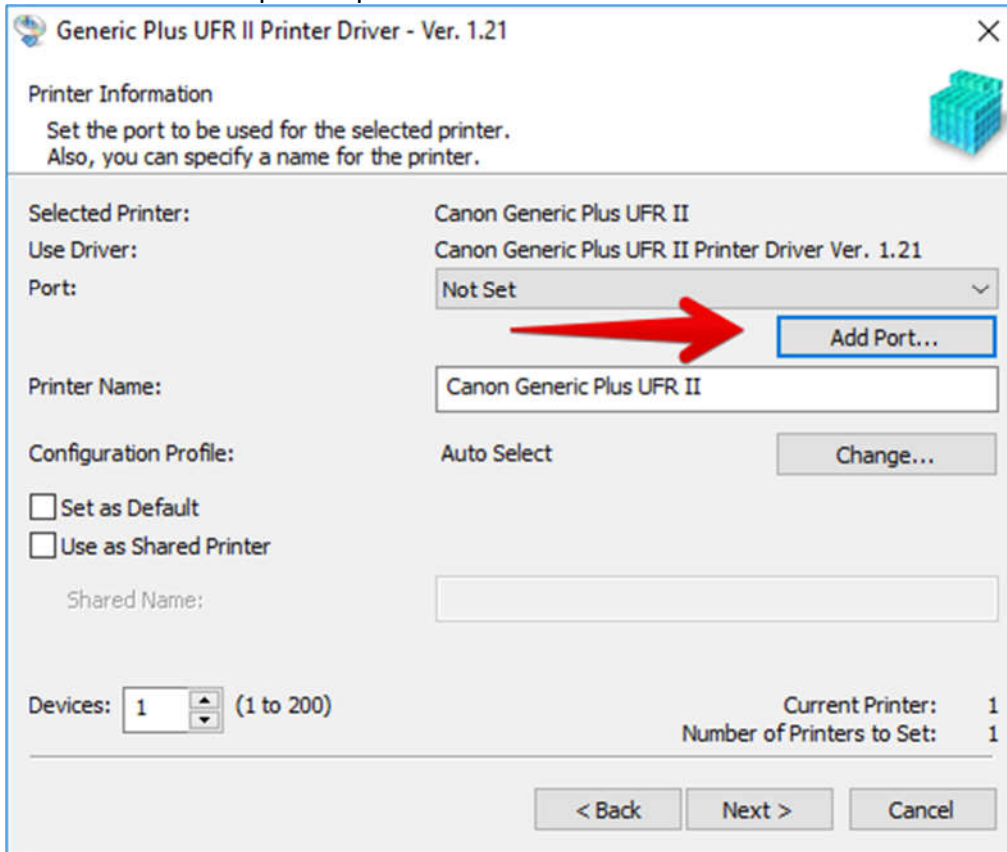 Generic Plus UFR II Printer Driver - Ver. 1.21
Printer Information
Set the port to be used for the selected printer.
Also, you can specify a name for the printer.
Selected Printer: Canon Generic Plus UFR II
Use Driver: Canon Generic Plus UFR II Printer Driver Ver. 1.21
Port: Not Set
Add Port...
Printer Name: Canon Generic Plus UFR II
Configuration Profile: Auto Select Change...
Set as Default
Use as Shared Printer
Shared Name:
Devices: 1 (1 to 200) Current Printer: 1
Number of Printers to Set: 1
< Back Next > Cancel